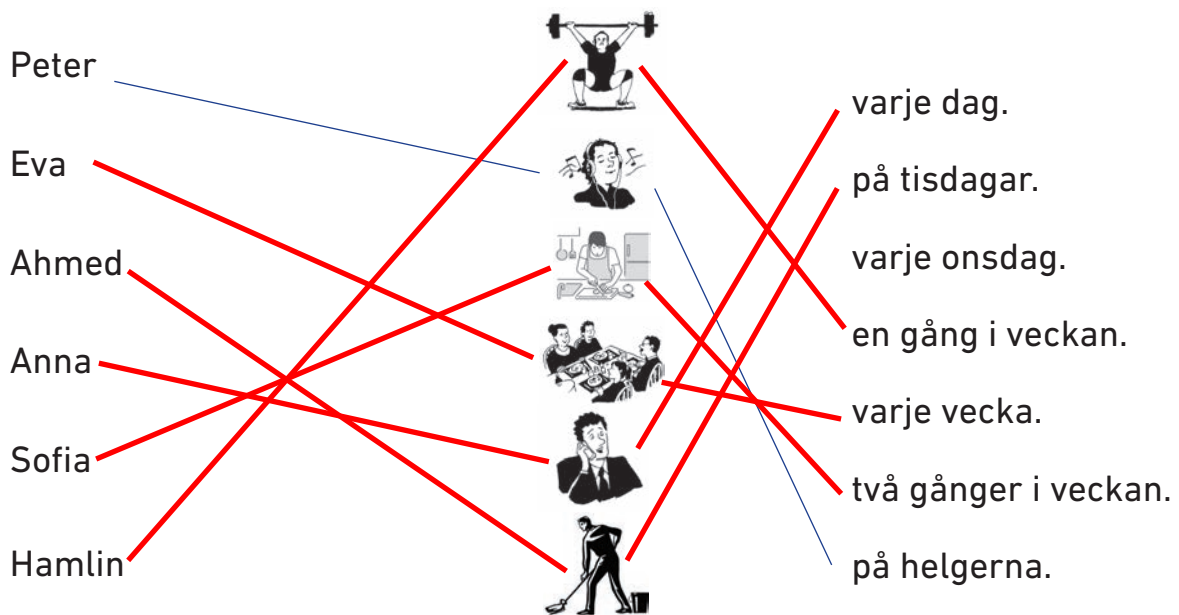 Peter
Eva
Ahmed
Anna
Sofia
Hamlin
varje dag.
på tisdagar.
varje onsdag.
en gång i veckan.
varje vecka.
två gånger i veckan.
på helgerna.